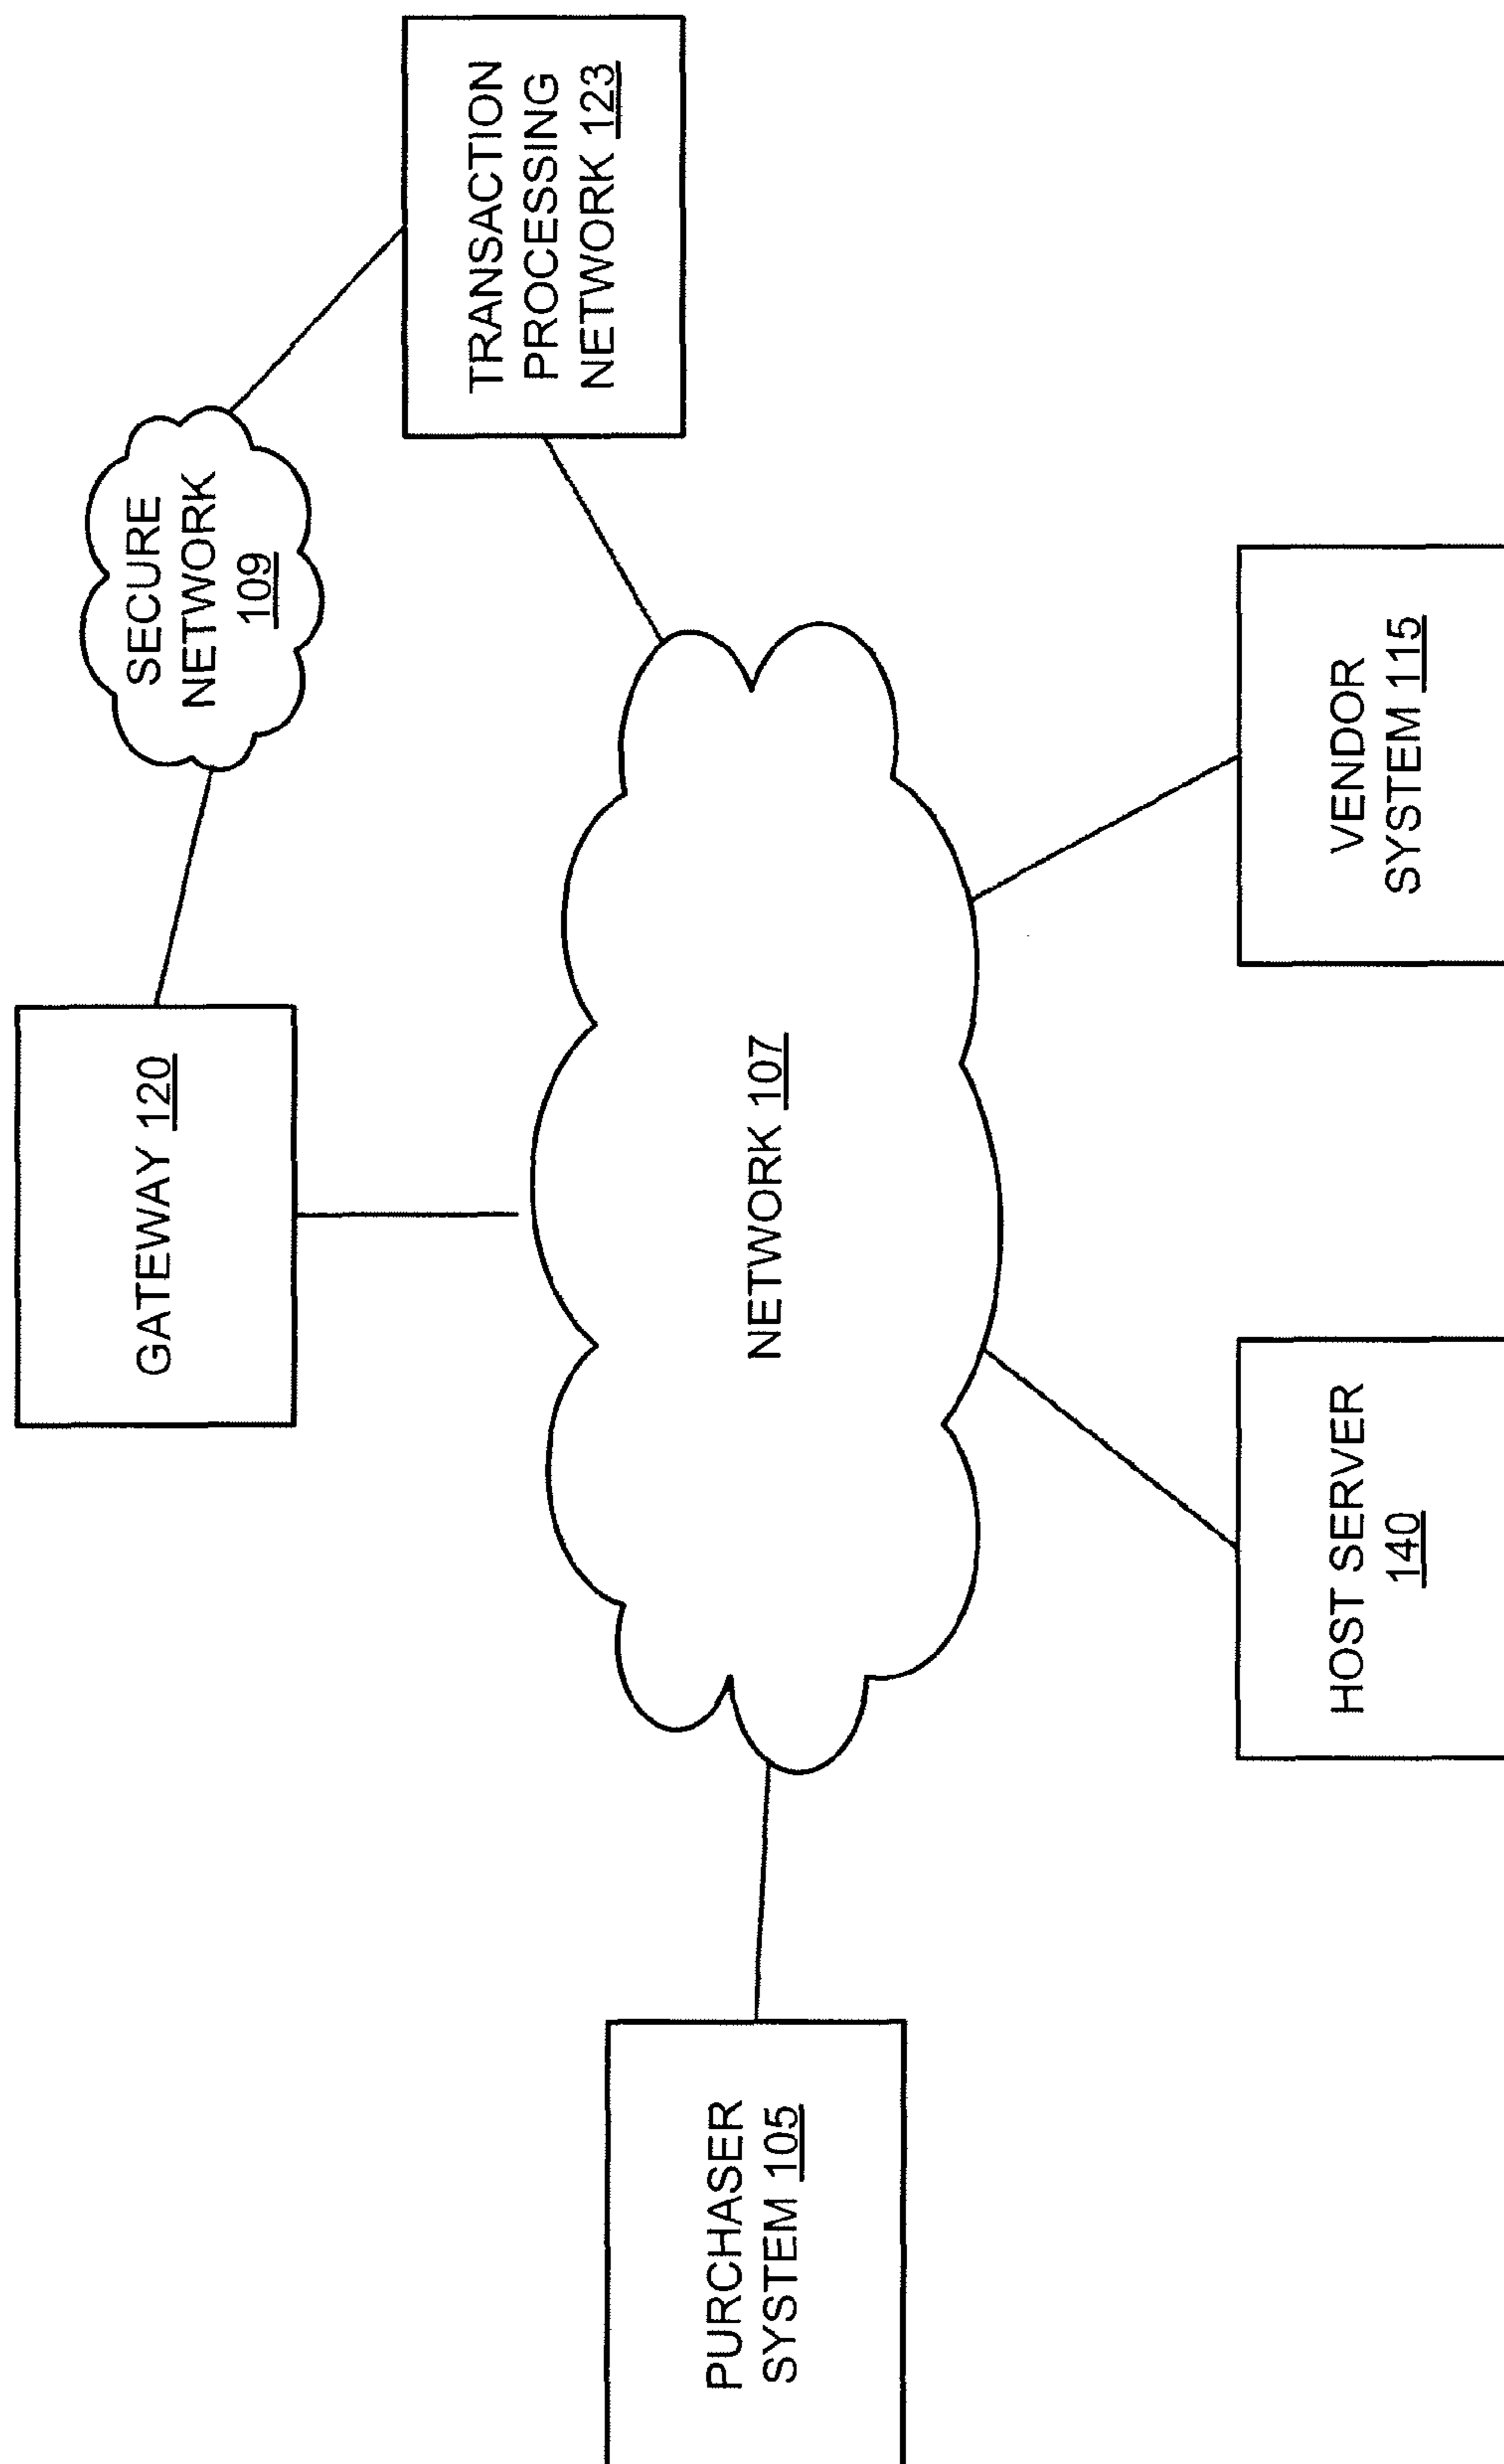 GATEWAY 120
SECURE
NETWORK
109
TRANSACTION
PROCESSING
NETWORK 123
PURCHASER
SYSTEM 105
NETWORK 107
HOST SERVER
140
VENDOR
SYSTEM 115